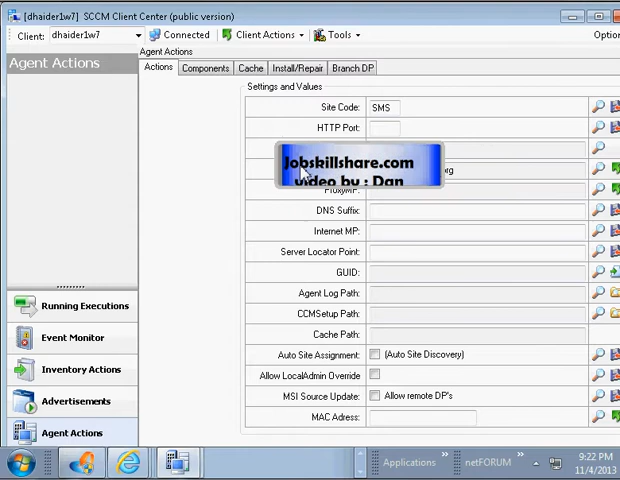 [dhaider1w7] SCCM Client Center (public version)
Client: dhaider1w7 Connected Client Actions Tools Option
Agent Actions
Agent Actions
Actions Components Cache Install/Repair Branch DP
Settings and Values
Site Code: SMS
HTTP Port:
Jobskillshare.com
video by : Dan
org
ProxyMP:
DNS Suffix:
Internet MP:
Server Locator Point:
GUID:
Agent Log Path:
CCMSetup Path:
Cache Path:
Auto Site Assignment: (Auto Site Discovery)
Allow LocalAdmin Override
MSI Source Update: Allow remote DP's
MAC Adress:
Running Executions
Event Monitor
Inventory Actions
Advertisements
Agent Actions
Applications » netFORUM » 9:22 PM
11/4/2013